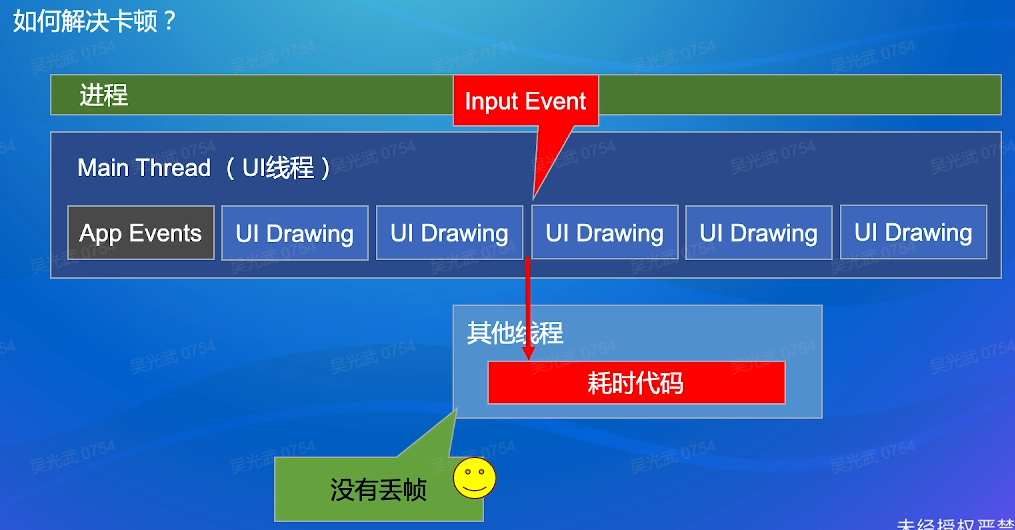 如何解决卡顿？
进程
Input Event
Main Thread （UI线程）
App Events
UI Drawing
UI Drawing
UI Drawing
UI Drawing
UI Drawing
其他线程
耗时代码
没有丢帧
未经授权严禁
吴光武 0754